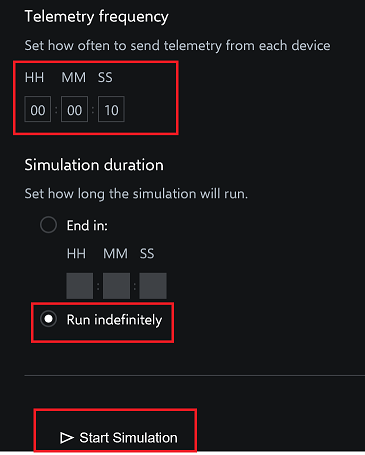 Telemetry frequency
Set how often to send telemetry from each device
HH MM SS
00 : 00 : 10
Simulation duration
Set how long the simulation will run.
End in:
HH MM SS
: :
Run indefinitely
Start Simulation